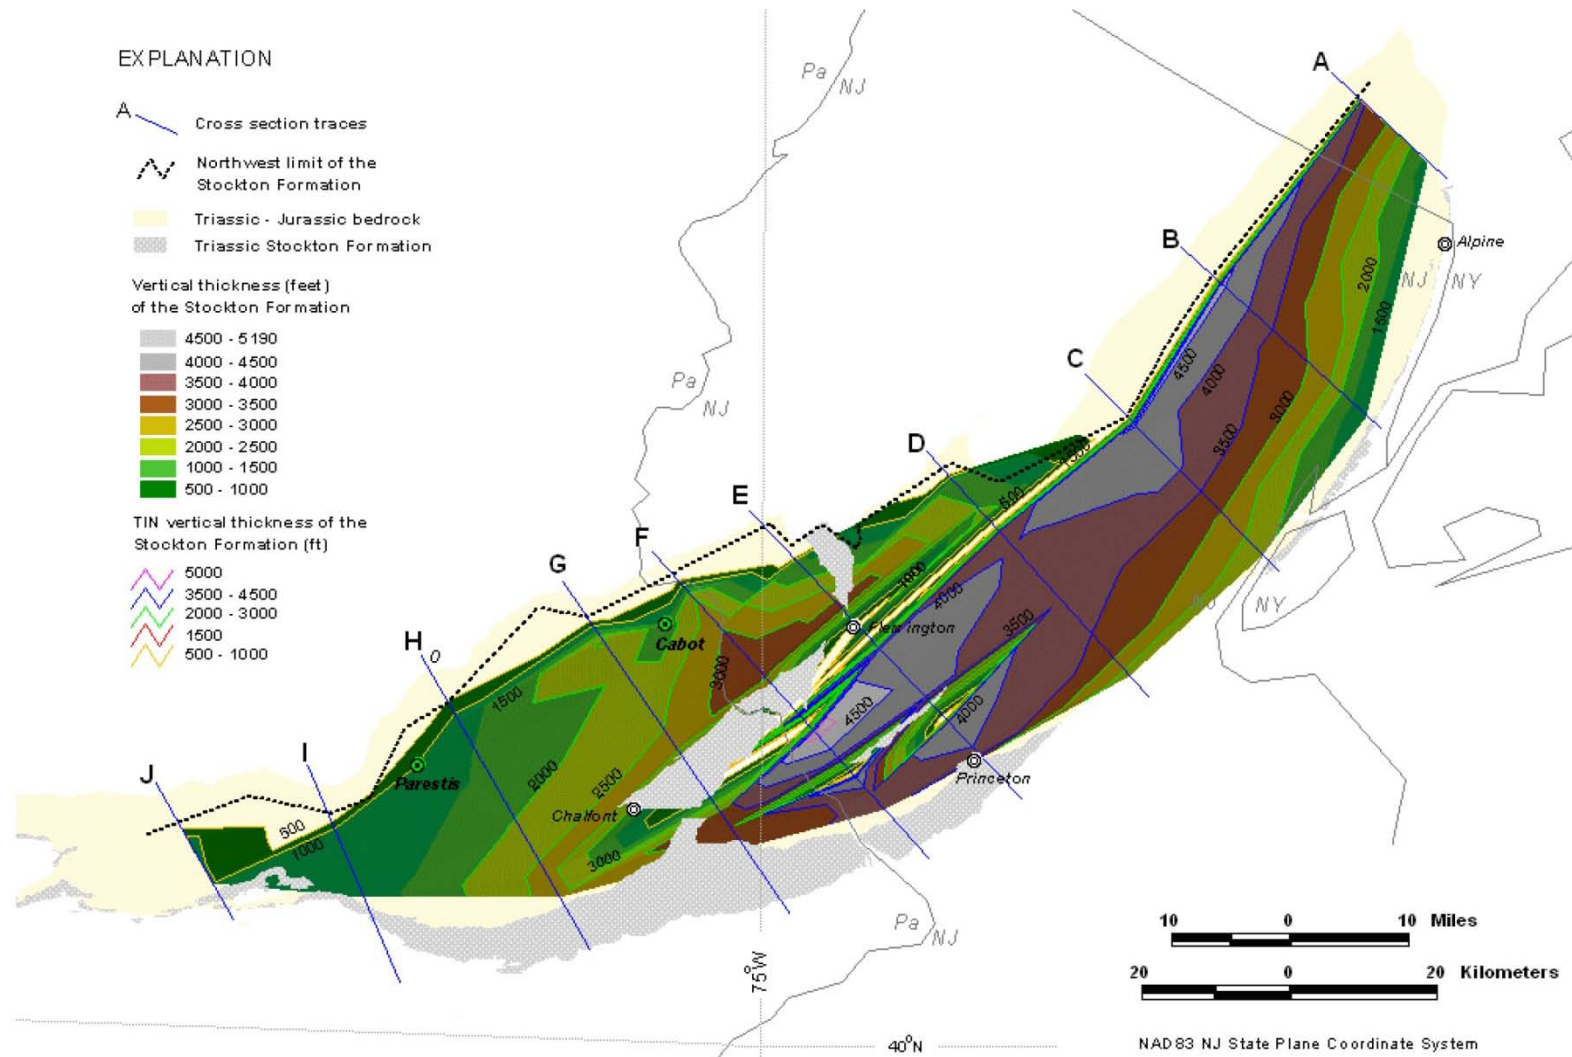 EXPLANATION
A
Cross section traces
Northwest limit of the
Stockton Formation
Triassic - Jurassic bedrock
Triassic Stockton Formation
Vertical thickness (feet)
of the Stockton Formation
4500 - 5190
4000 - 4500
3500 - 4000
3000 - 3500
2500 - 3000
2000 - 2500
1000 - 1500
500 - 1000
TIN vertical thickness of the
Stockton Formation (ft)
5000
3500 - 4500
2000 - 3000
1500
500 - 1000
Pa
NJ
A
B
C
D
E
F
G
H
0
I
J
Pa
NJ
Alpine
NJ
NY
2000
1500
4500
4000
3500
3000
500
4000
3500
Flemington
Cabot
3000
4500
4000
Princeton
1500
2000
2500
Parestis
Chalfont
3000
500
1000
NJ
NY
Pa
NJ
75°W
40°N
10 0 10 Miles
20 0 20 Kilometers
NAD83 NJ State Plane Coordinate System